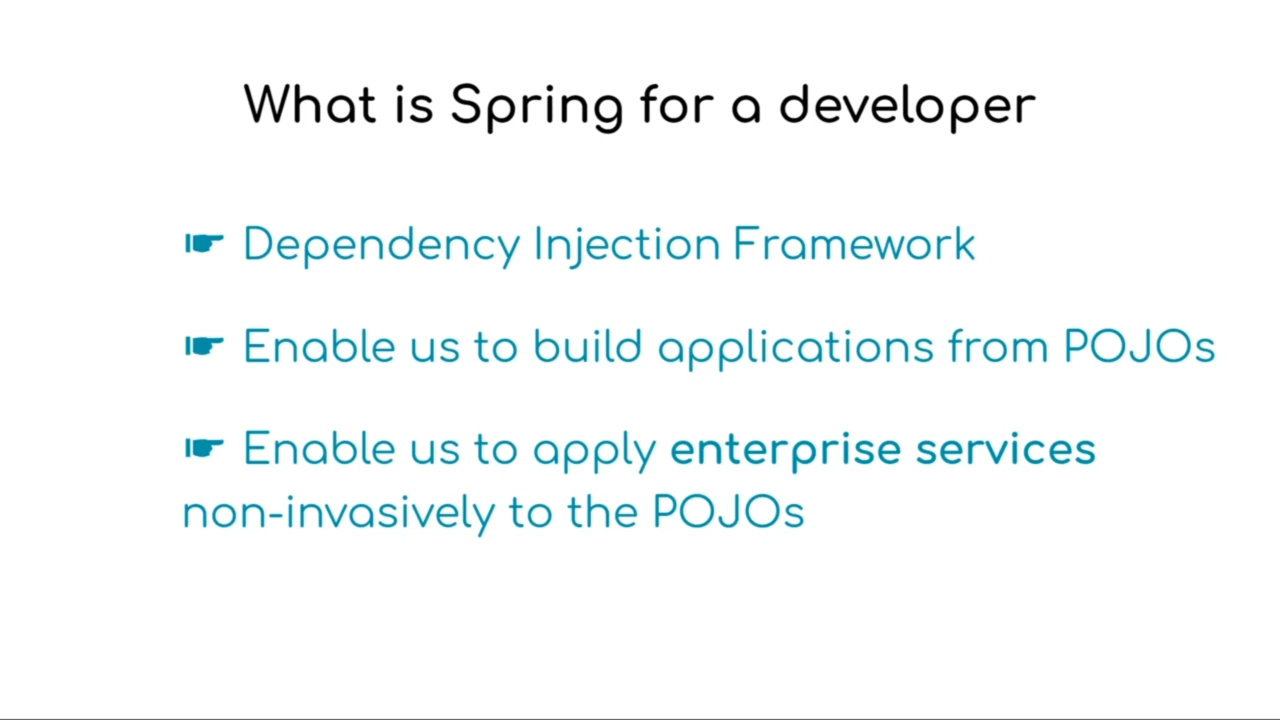 What is Spring for a developer
☛ Dependency Injection Framework
☛ Enable us to build applications from POJOs
☛ Enable us to apply enterprise services
non-invasively to the POJOs